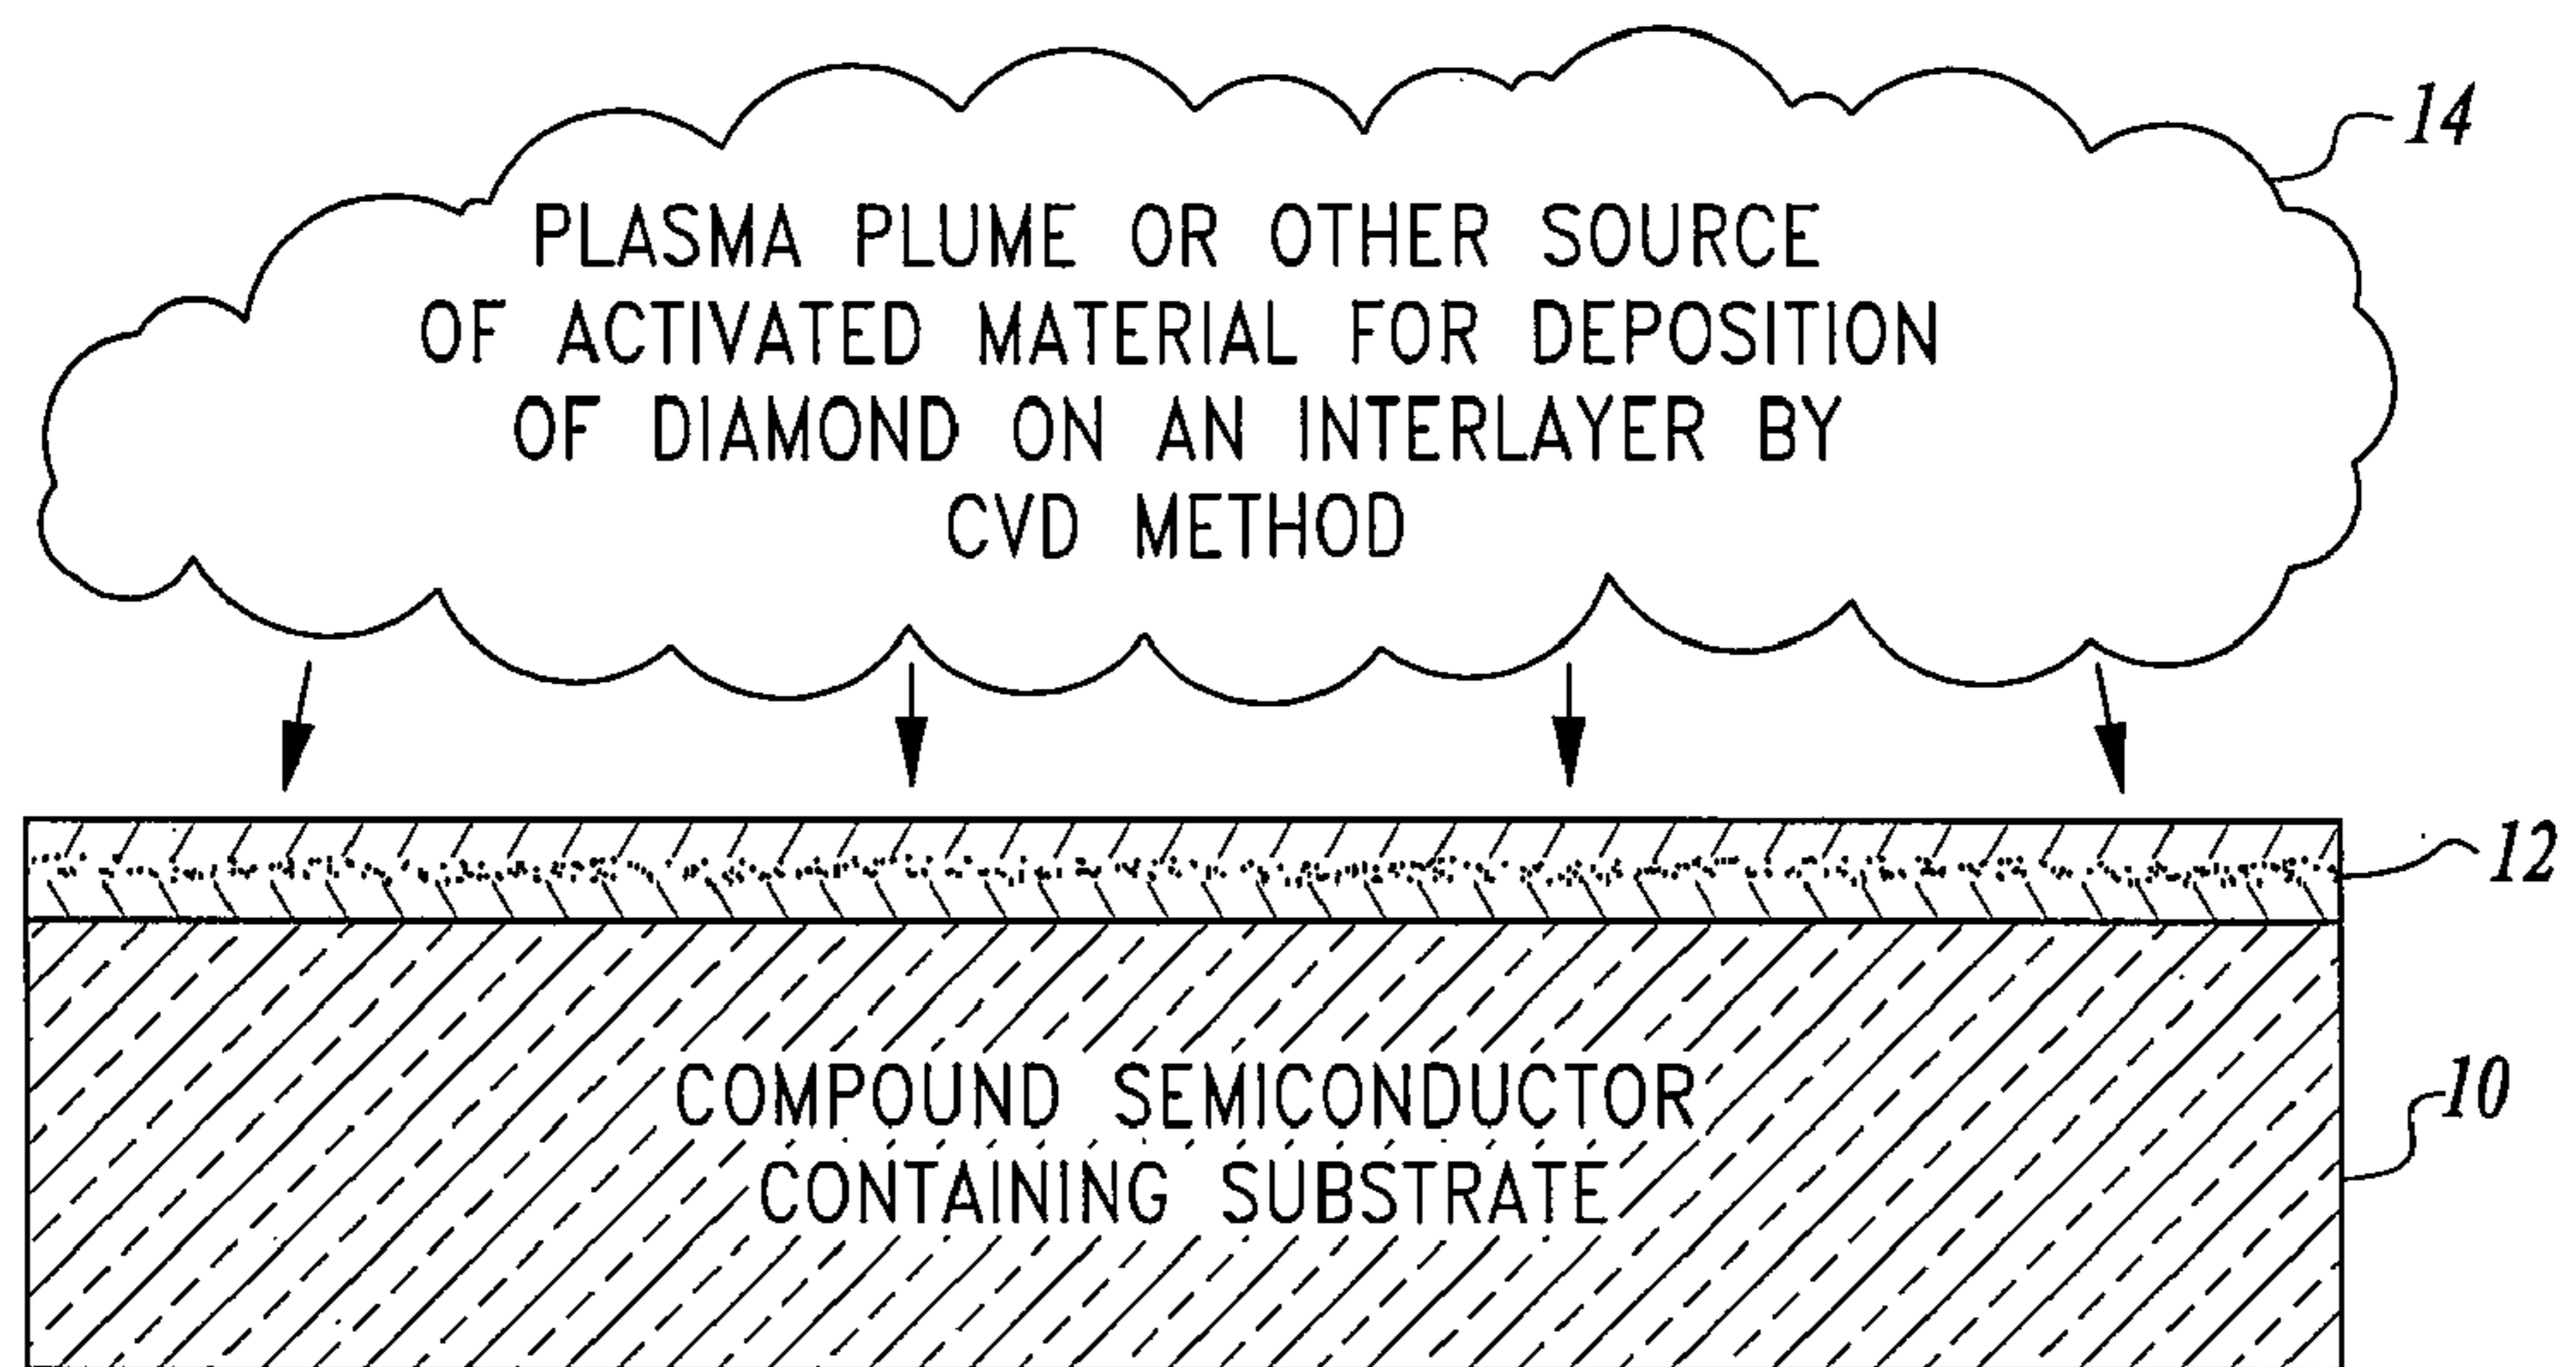 14
PLASMA PLUME OR OTHER SOURCE
OF ACTIVATED MATERIAL FOR DEPOSITION
OF DIAMOND ON AN INTERLAYER BY
CVD METHOD
12
10
COMPOUND SEMICONDUCTOR
CONTAINING SUBSTRATE